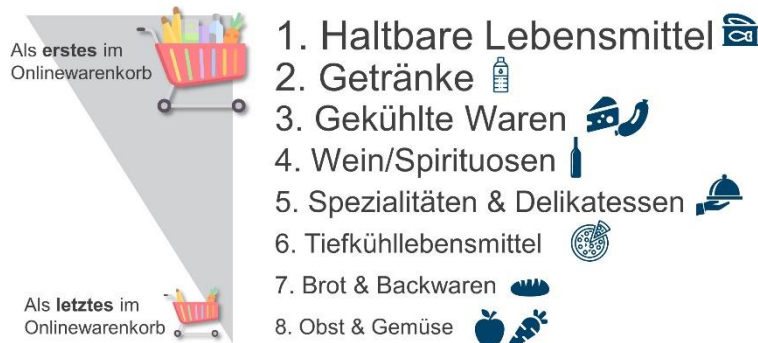 Als erstes im
Onlinewarenkorb
1. Haltbare Lebensmittel
2. Getränke
3. Gekühlte Waren
4. Wein/Spirituosen
5. Spezialitäten & Delikatessen
6. Tiefkühllebensmittel
7. Brot & Backwaren
8. Obst & Gemüse
Als letztes im
Onlinewarenkorb